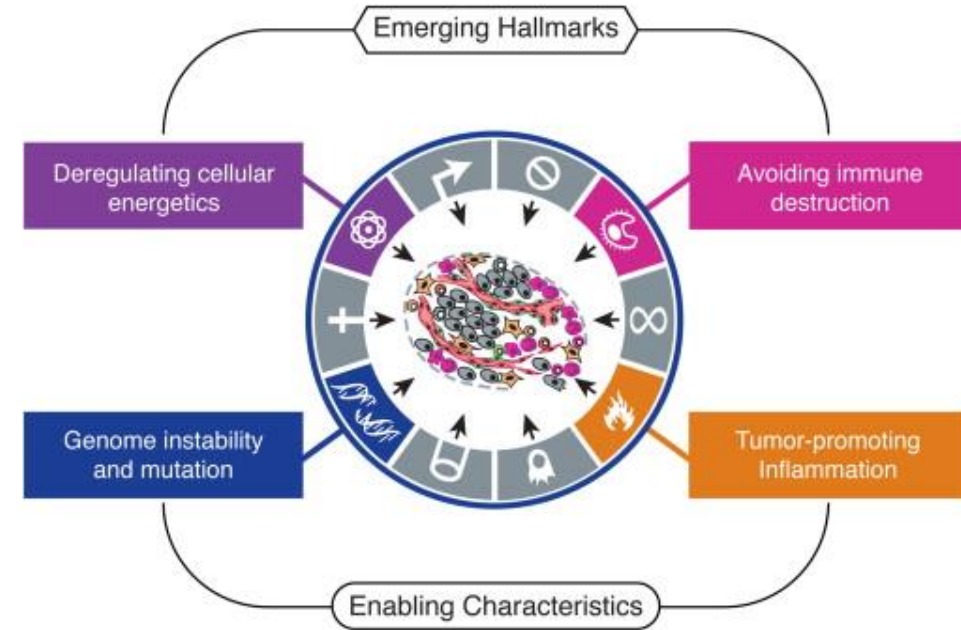 Emerging Hallmarks
Deregulating cellular
energetics
Avoiding immune
destruction
Genome instability
and mutation
Tumor-promoting
Inflammation
Enabling Characteristics